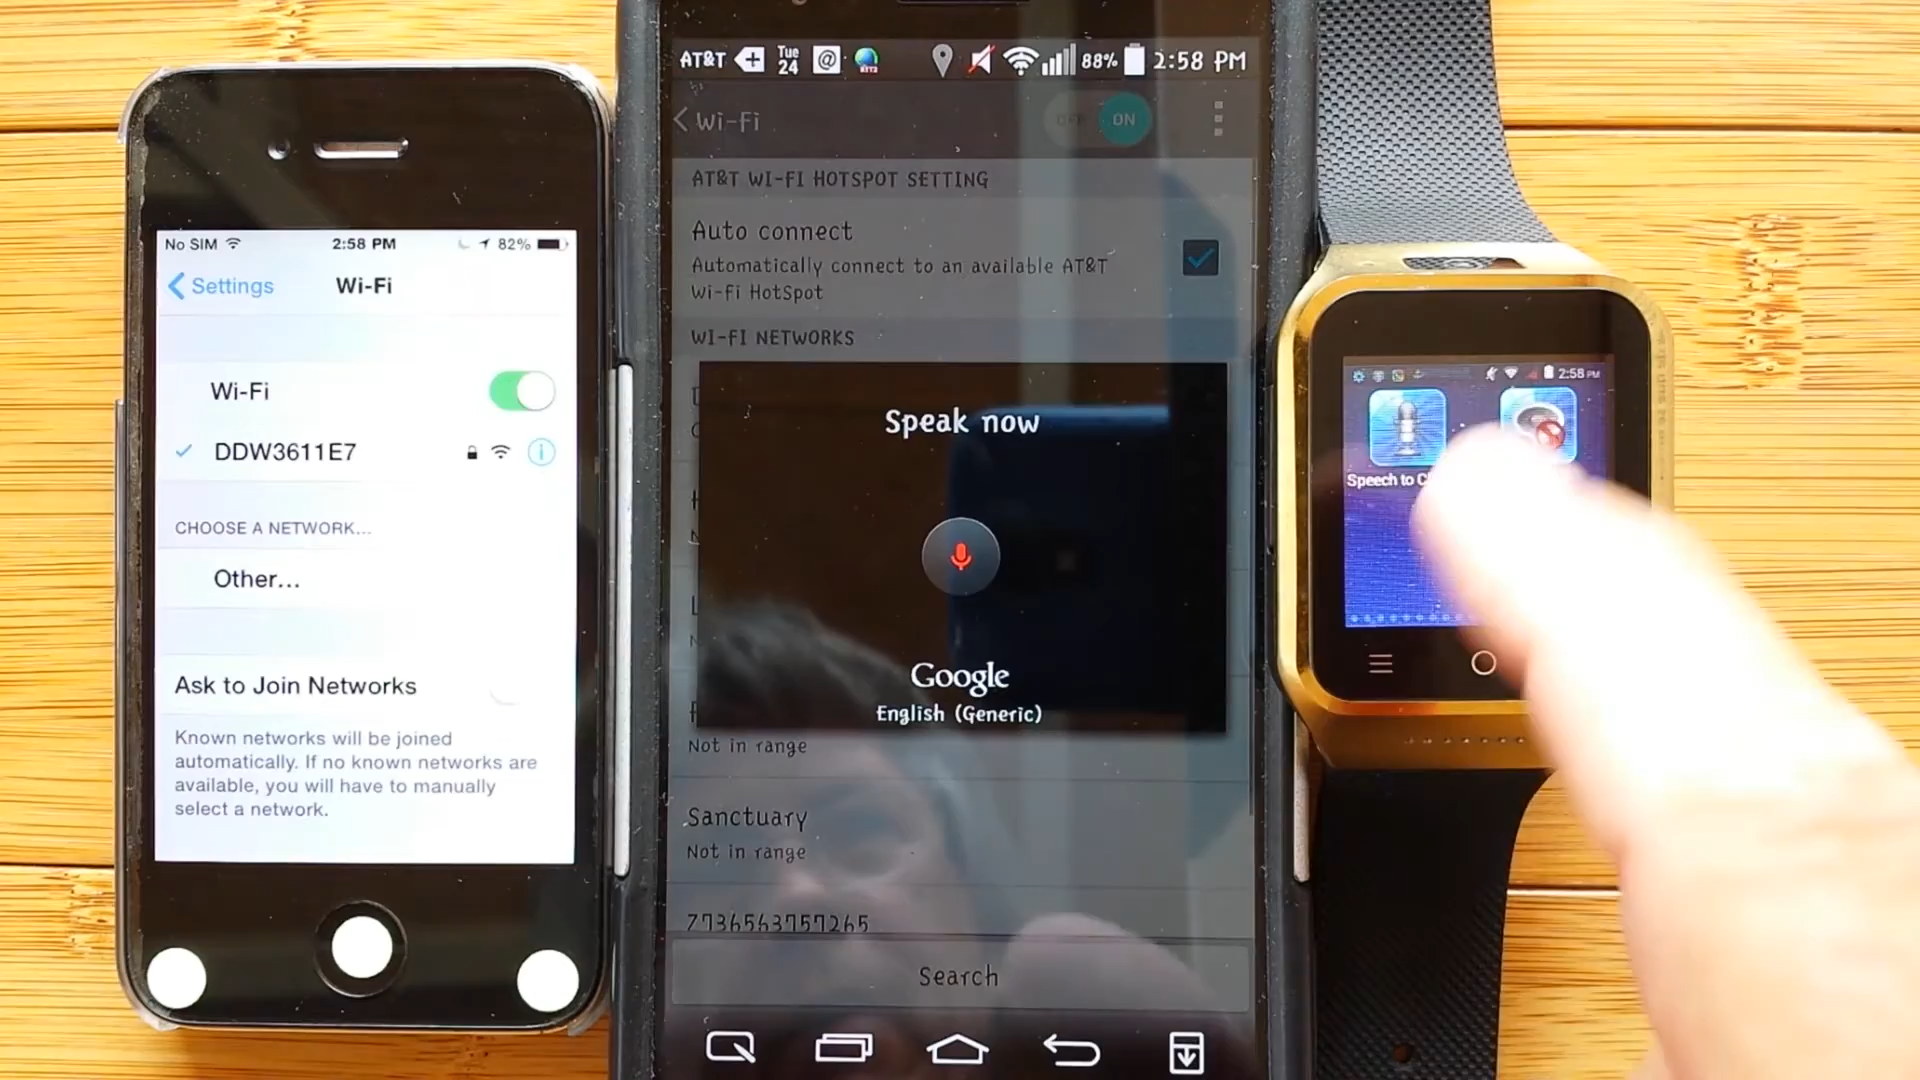 No SIM 2:58 PM 82%
Settings Wi-Fi
Wi-Fi
DDW3611E7
CHOOSE A NETWORK...
Other...
Ask to Join Networks
Known networks will be joined
automatically. If no known networks are
available, you will have to manually
select a network.
AT&T Tue 24 88% 2:58 PM
Wi-Fi ON
AT&T WI-FI HOTSPOT SETTING
Auto connect
Automatically connect to an available AT&T
Wi-Fi HotSpot
WI-FI NETWORKS
Speak now
Google
English (Generic)
Not in range
Sanctuary
Not in range
Z736563757265
Search
2:58 PM
Speech to